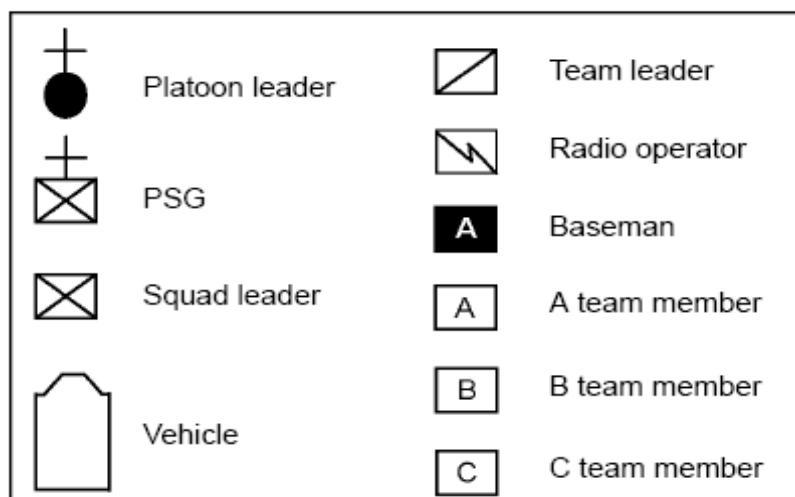 Platoon leader
PSG
Squad leader
Vehicle
Team leader
Radio operator
A Baseman
A A team member
B B team member
C C team member